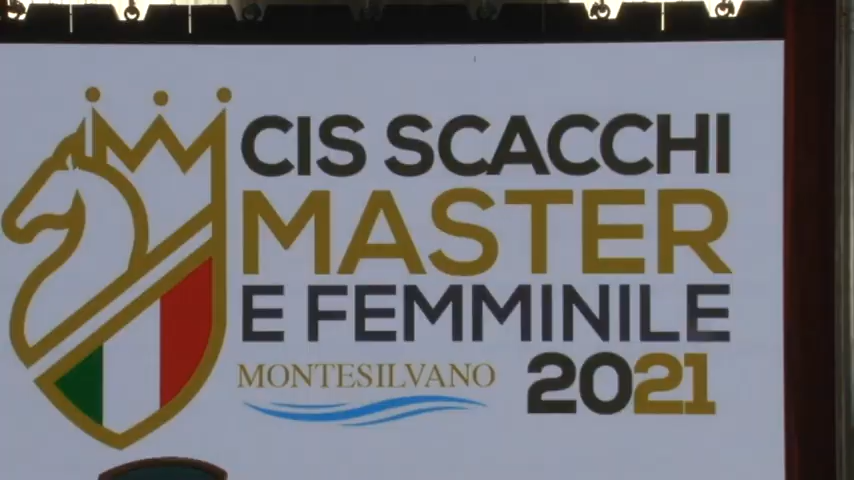 CIS SCACCHI
MASTER
E FEMMINILE
MONTESILVANO
2021